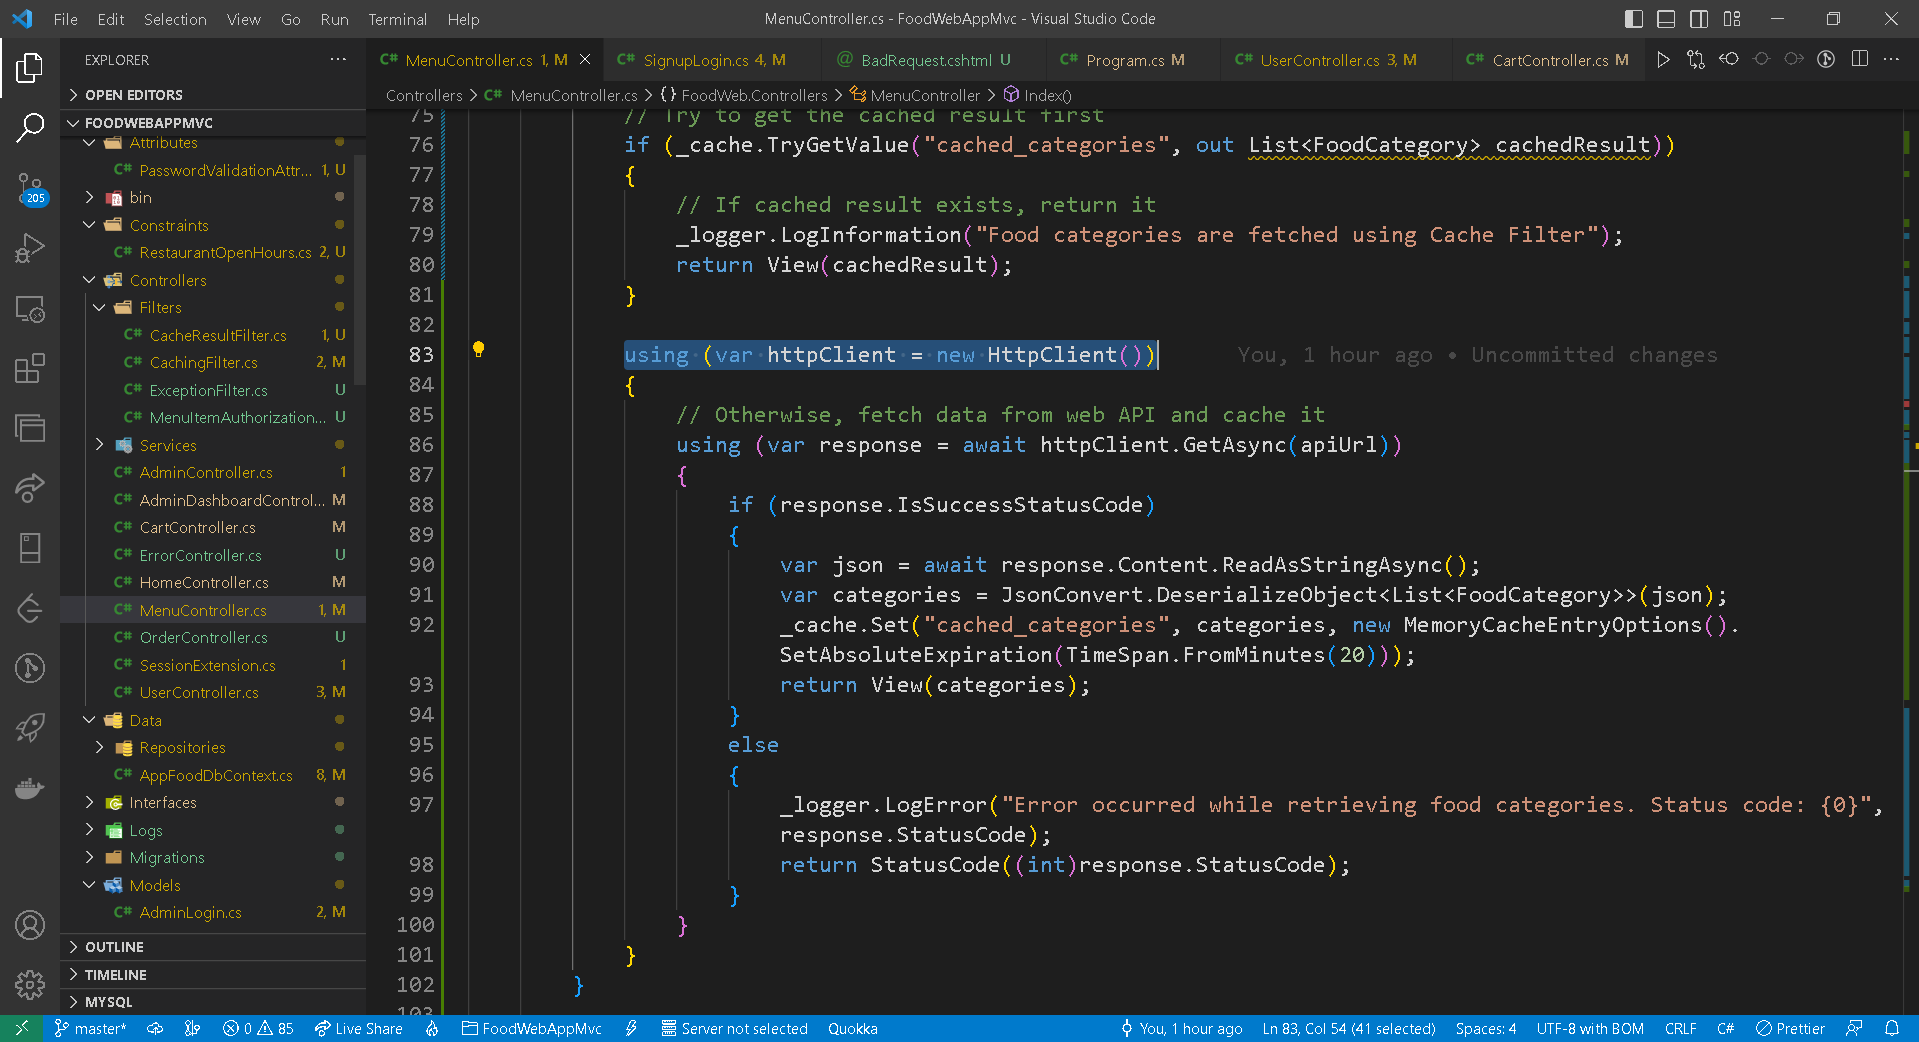 File Edit Selection View Go Run Terminal Help
MenuController.cs - FoodWebAppMvc - Visual Studio Code
EXPLORER
OPEN EDITORS
FOODWEBAPPMVC
Attributes
C# PasswordValidationAttr... 1, U
bin
Constraints
C# RestaurantOpenHours.cs 2, U
Controllers
Filters
C# CacheResultFilter.cs 1, U
C# CachingFilter.cs 2, M
C# ExceptionFilter.cs U
C# MenuItemAuthorization... U
Services
C# AdminController.cs 1
C# AdminDashboardControl... M
C# CartController.cs M
C# ErrorController.cs U
C# HomeController.cs M
C# MenuController.cs 1, M
C# OrderController.cs U
C# SessionExtension.cs 1
C# UserController.cs 3, M
Data
Repositories
C# AppFoodDbContext.cs 8, M
Interfaces
Logs
Migrations
Models
C# AdminLogin.cs 2, M
OUTLINE
TIMELINE
MYSQL
205
C# MenuController.cs 1, M
C# SignupLogin.cs 4, M
@ BadRequest.cshtml U
C# Program.cs M
C# UserController.cs 3, M
C# CartController.cs M
Controllers > C# MenuController.cs > {} FoodWeb.Controllers > MenuController > Index()
75 // Try to get the cached result first
76 if (_cache.TryGetValue("cached_categories", out List<FoodCategory> cachedResult))
77 {
78 // If cached result exists, return it
79 _logger.LogInformation("Food categories are fetched using Cache Filter");
80 return View(cachedResult);
81 }
82
83 using (var httpClient = new HttpClient()) You, 1 hour ago • Uncommitted changes
84 {
85 // Otherwise, fetch data from web API and cache it
86 using (var response = await httpClient.GetAsync(apiUrl))
87 {
88 if (response.IsSuccessStatusCode)
89 {
90 var json = await response.Content.ReadAsStringAsync();
91 var categories = JsonConvert.DeserializeObject<List<FoodCategory>>(json);
92 _cache.Set("cached_categories", categories, new MemoryCacheEntryOptions().
SetAbsoluteExpiration(TimeSpan.FromMinutes(20)));
93 return View(categories);
94 }
95 else
96 {
97 _logger.LogError("Error occurred while retrieving food categories. Status code: {0}",
response.StatusCode);
98 return StatusCode((int)response.StatusCode);
99 }
100 }
101 }
102 }
103
master* 0 85 Live Share FoodWebAppMvc Server not selected Quokka You, 1 hour ago Ln 83, Col 54 (41 selected) Spaces: 4 UTF-8 with BOM CRLF C# Prettier